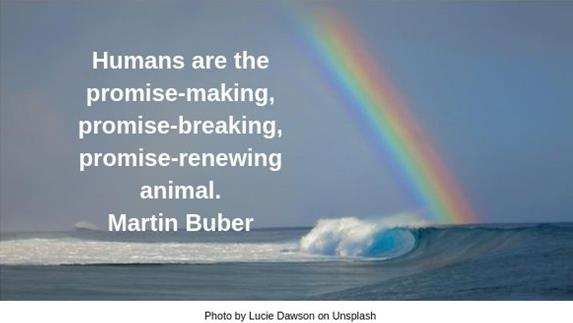 Humans are the
promise-making,
promise-breaking,
promise-renewing
animal.
Martin Buber
Photo by Lucie Dawson on Unsplash